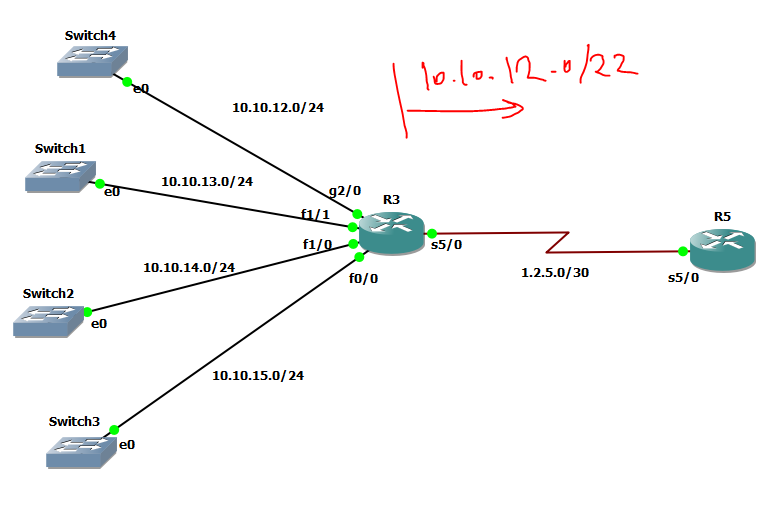 Switch4
e0
10.10.12.0/24
10.10.12.0/22
Switch1
e0
10.10.13.0/24
g2/0
f1/1
R3
f1/0
s5/0
R5
10.10.14.0/24
1.2.5.0/30
s5/0
f0/0
Switch2
e0
10.10.15.0/24
Switch3
e0